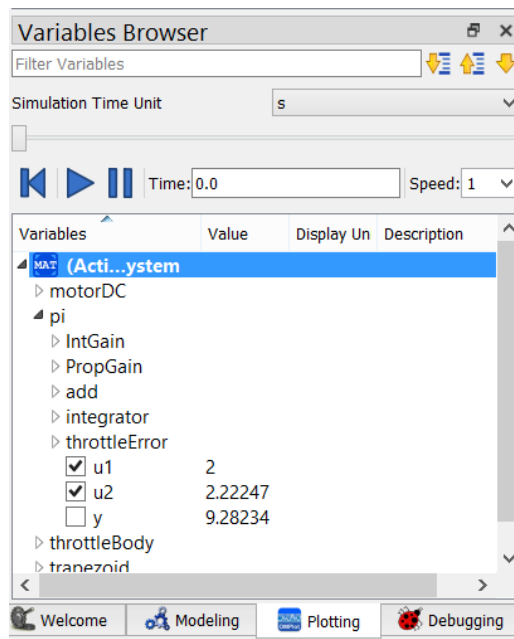 Variables Browser
Filter Variables
Simulation Time Unit s
Time: 0.0 Speed: 1
Variables Value Display Un Description
MAT (Acti...ystem
motorDC
pi
IntGain
PropGain
add
integrator
throttleError
u1 2
u2 2.22247
y 9.28234
throttleBody
trapezoid
Welcome Modeling Plotting Debugging